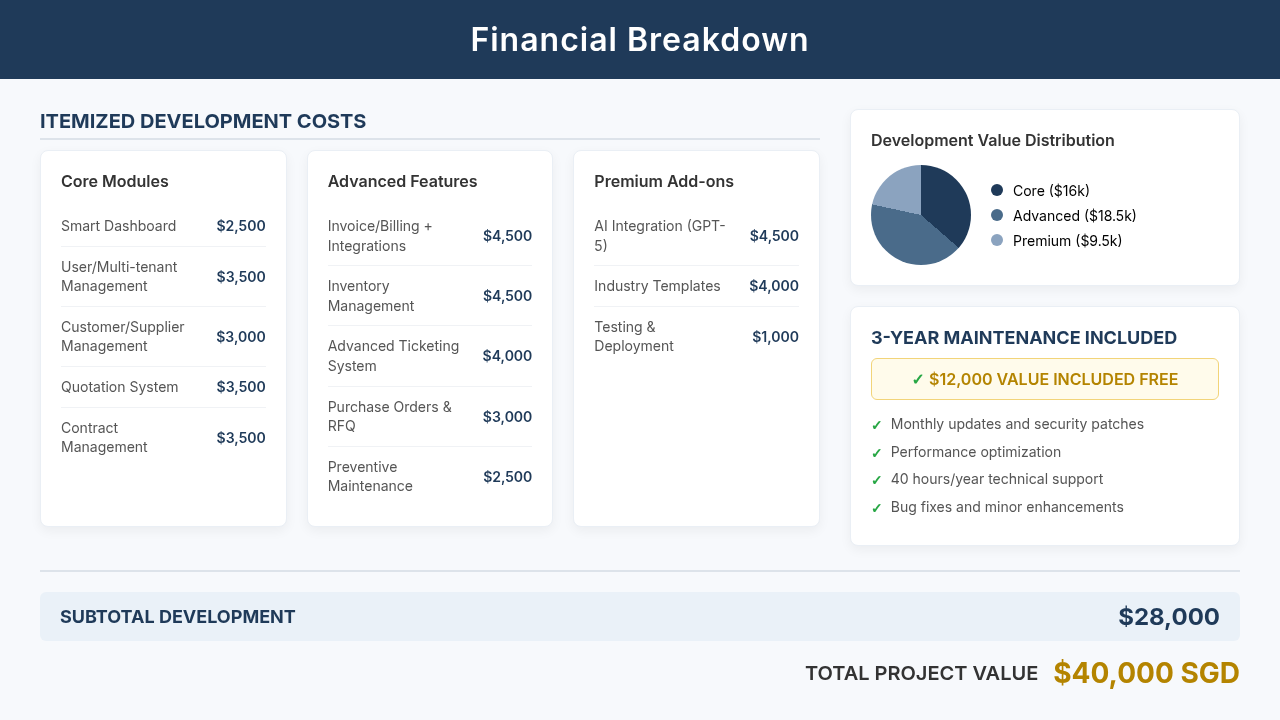 Financial Breakdown
ITEMIZED DEVELOPMENT COSTS
Core Modules
Smart Dashboard $2,500
User/Multi-tenant
Management $3,500
Customer/Supplier
Management $3,000
Quotation System $3,500
Contract
Management $3,500
Advanced Features
Invoice/Billing +
Integrations $4,500
Inventory
Management $4,500
Advanced Ticketing
System $4,000
Purchase Orders &
RFQ $3,000
Preventive
Maintenance $2,500
Premium Add-ons
AI Integration (GPT-
5) $4,500
Industry Templates $4,000
Testing &
Deployment $1,000
Development Value Distribution
Core ($16k)
Advanced ($18.5k)
Premium ($9.5k)
3-YEAR MAINTENANCE INCLUDED
✓ $12,000 VALUE INCLUDED FREE
✓ Monthly updates and security patches
✓ Performance optimization
✓ 40 hours/year technical support
✓ Bug fixes and minor enhancements
SUBTOTAL DEVELOPMENT $28,000
TOTAL PROJECT VALUE $40,000 SGD